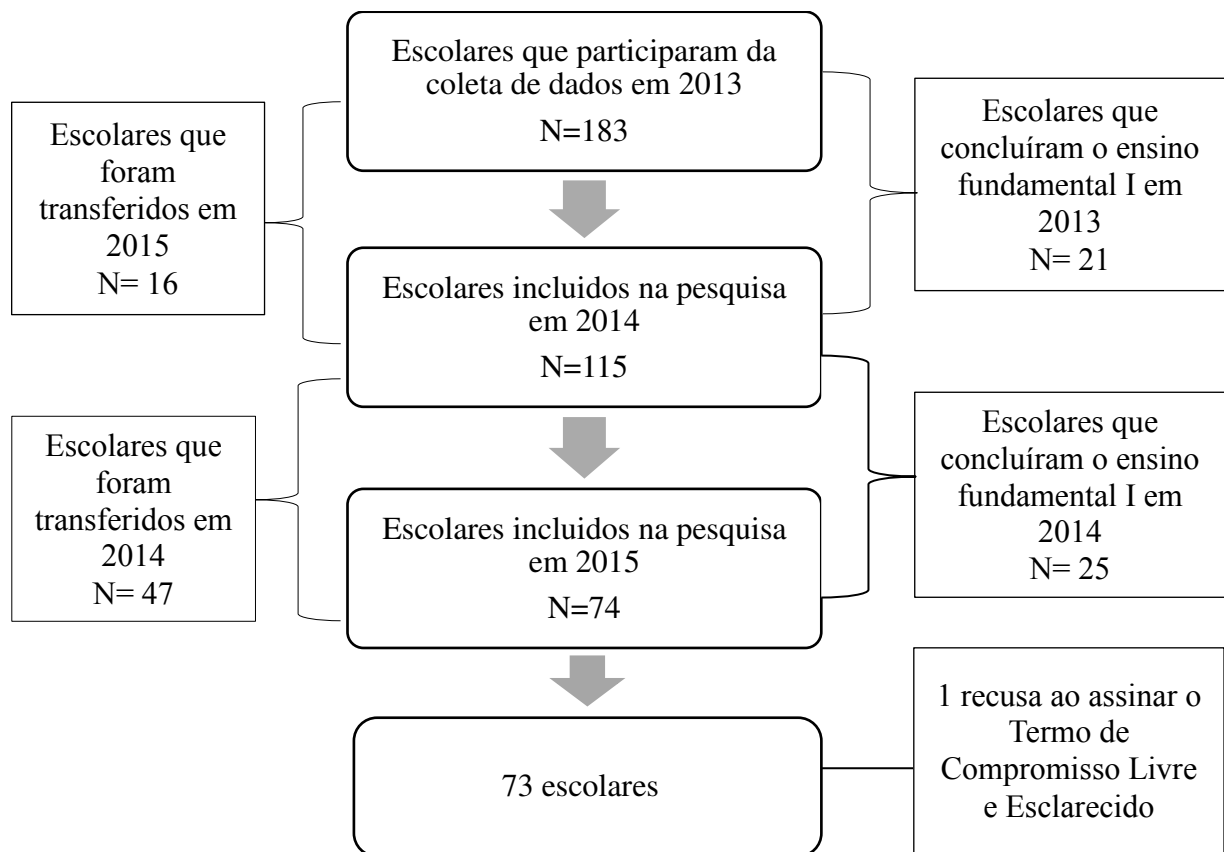 Escolares que participaram da
coleta de dados em 2013
N=183
Escolares que
foram
transferidos em
2015
N= 16
Escolares que
concluíram o ensino
fundamental I em
2013
N= 21
Escolares incluidos na pesquisa
em 2014
N=115
Escolares que
foram
transferidos em
2014
N= 47
Escolares que
concluíram o ensino
fundamental I em
2014
N= 25
Escolares incluidos na pesquisa
em 2015
N=74
1 recusa ao assinar o
Termo de
Compromisso Livre
e Esclarecido
73 escolares